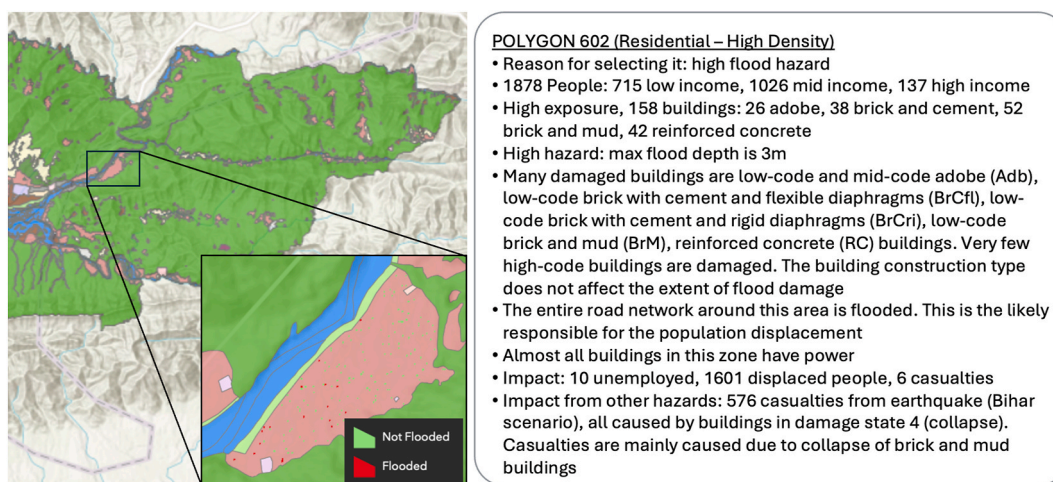 POLYGON 602 (Residential – High Density)
• Reason for selecting it: high flood hazard
• 1878 People: 715 low income, 1026 mid income, 137 high income
• High exposure, 158 buildings: 26 adobe, 38 brick and cement, 52
brick and mud, 42 reinforced concrete
• High hazard: max flood depth is 3m
• Many damaged buildings are low-code and mid-code adobe (Adb),
low-code brick with cement and flexible diaphragms (BrCfl), low-
code brick with cement and rigid diaphragms (BrCri), low-code
brick and mud (BrM), reinforced concrete (RC) buildings. Very few
high-code buildings are damaged. The building construction type
does not affect the extent of flood damage
• The entire road network around this area is flooded. This is the likely
responsible for the population displacement
• Almost all buildings in this zone have power
• Impact: 10 unemployed, 1601 displaced people, 6 casualties
• Impact from other hazards: 576 casualties from earthquake (Bihar
scenario), all caused by buildings in damage state 4 (collapse).
Casualties are mainly caused due to collapse of brick and mud
buildings
Not Flooded
Flooded